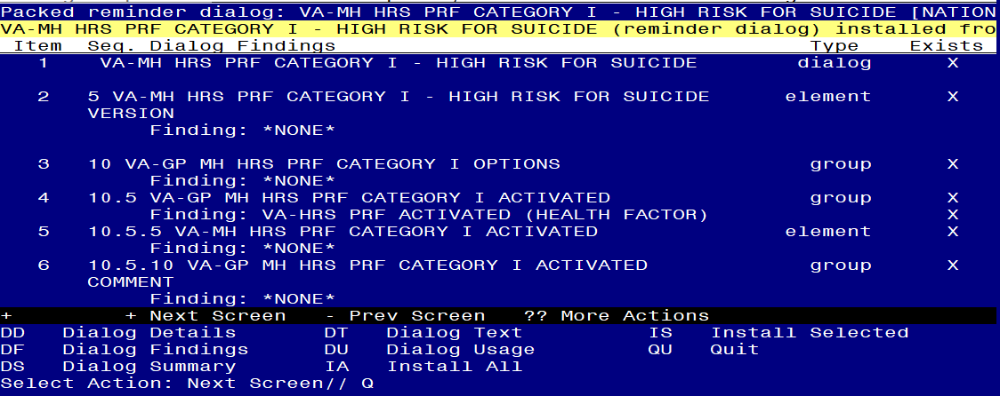 Packed reminder dialog: VA-MH HRS PRF CATEGORY I - HIGH RISK FOR SUICIDE [NATION
VA-MH HRS PRF CATEGORY I - HIGH RISK FOR SUICIDE (reminder dialog) installed fro
Item Seq. Dialog Findings Type Exists
1 VA-MH HRS PRF CATEGORY I - HIGH RISK FOR SUICIDE dialog X
2 5 VA-MH HRS PRF CATEGORY I - HIGH RISK FOR SUICIDE element X
VERSION
Finding: *NONE*
3 10 VA-GP MH HRS PRF CATEGORY I OPTIONS group X
Finding: *NONE*
4 10.5 VA-GP MH HRS PRF CATEGORY I ACTIVATED group X
Finding: VA-HRS PRF ACTIVATED (HEALTH FACTOR) X
5 10.5.5 VA-MH HRS PRF CATEGORY I ACTIVATED element X
Finding: *NONE*
6 10.5.10 VA-GP MH HRS PRF CATEGORY I ACTIVATED group X
COMMENT
Finding: *NONE*
+ + Next Screen - Prev Screen ?? More Actions
DD Dialog Details DT Dialog Text IS Install Selected
DF Dialog Findings DU Dialog Usage QU Quit
DS Dialog Summary IA Install All
Select Action: Next Screen// Q